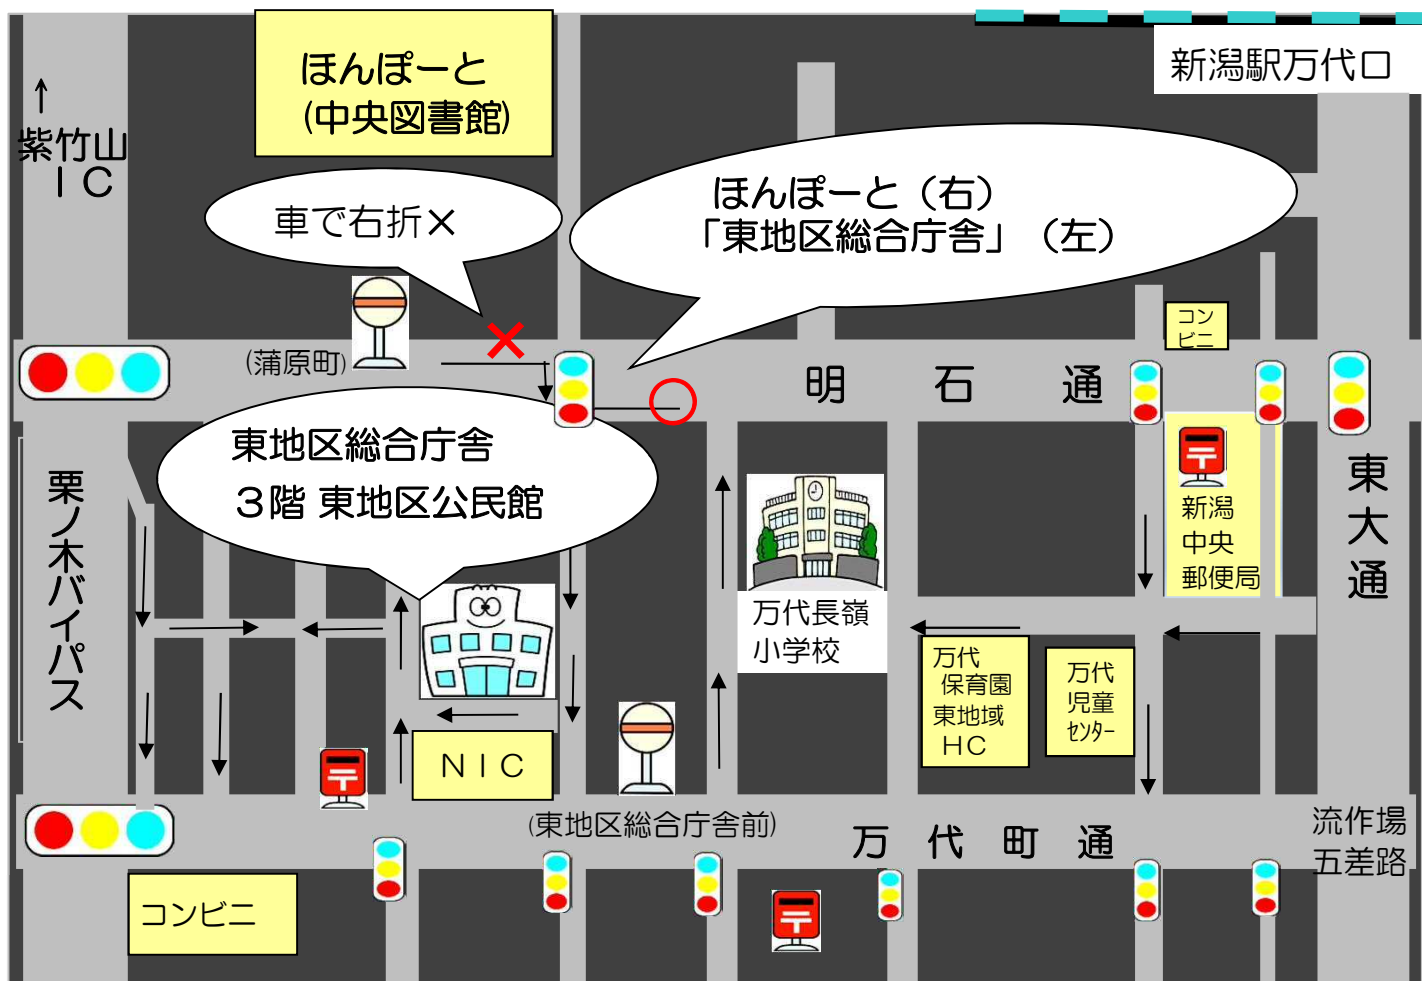 新潟駅万代口
ほんぽーと
(中央図書館)
↑
紫竹山
ＩＣ
車で右折×
ほんぽーと（右）
「東地区総合庁舎」（左）
コン
ビニ
(蒲原町)
明石通
東地区総合庁舎
３階 東地区公民館
栗ノ木バイパス
新潟
中央
郵便局
東大通
万代長嶺
小学校
万代
保育園
東地域
ＨＣ
万代
児童
ｾﾝﾀｰ
ＮＩＣ
(東地区総合庁舎前)
万代町通
流作場
五差路
コンビニ